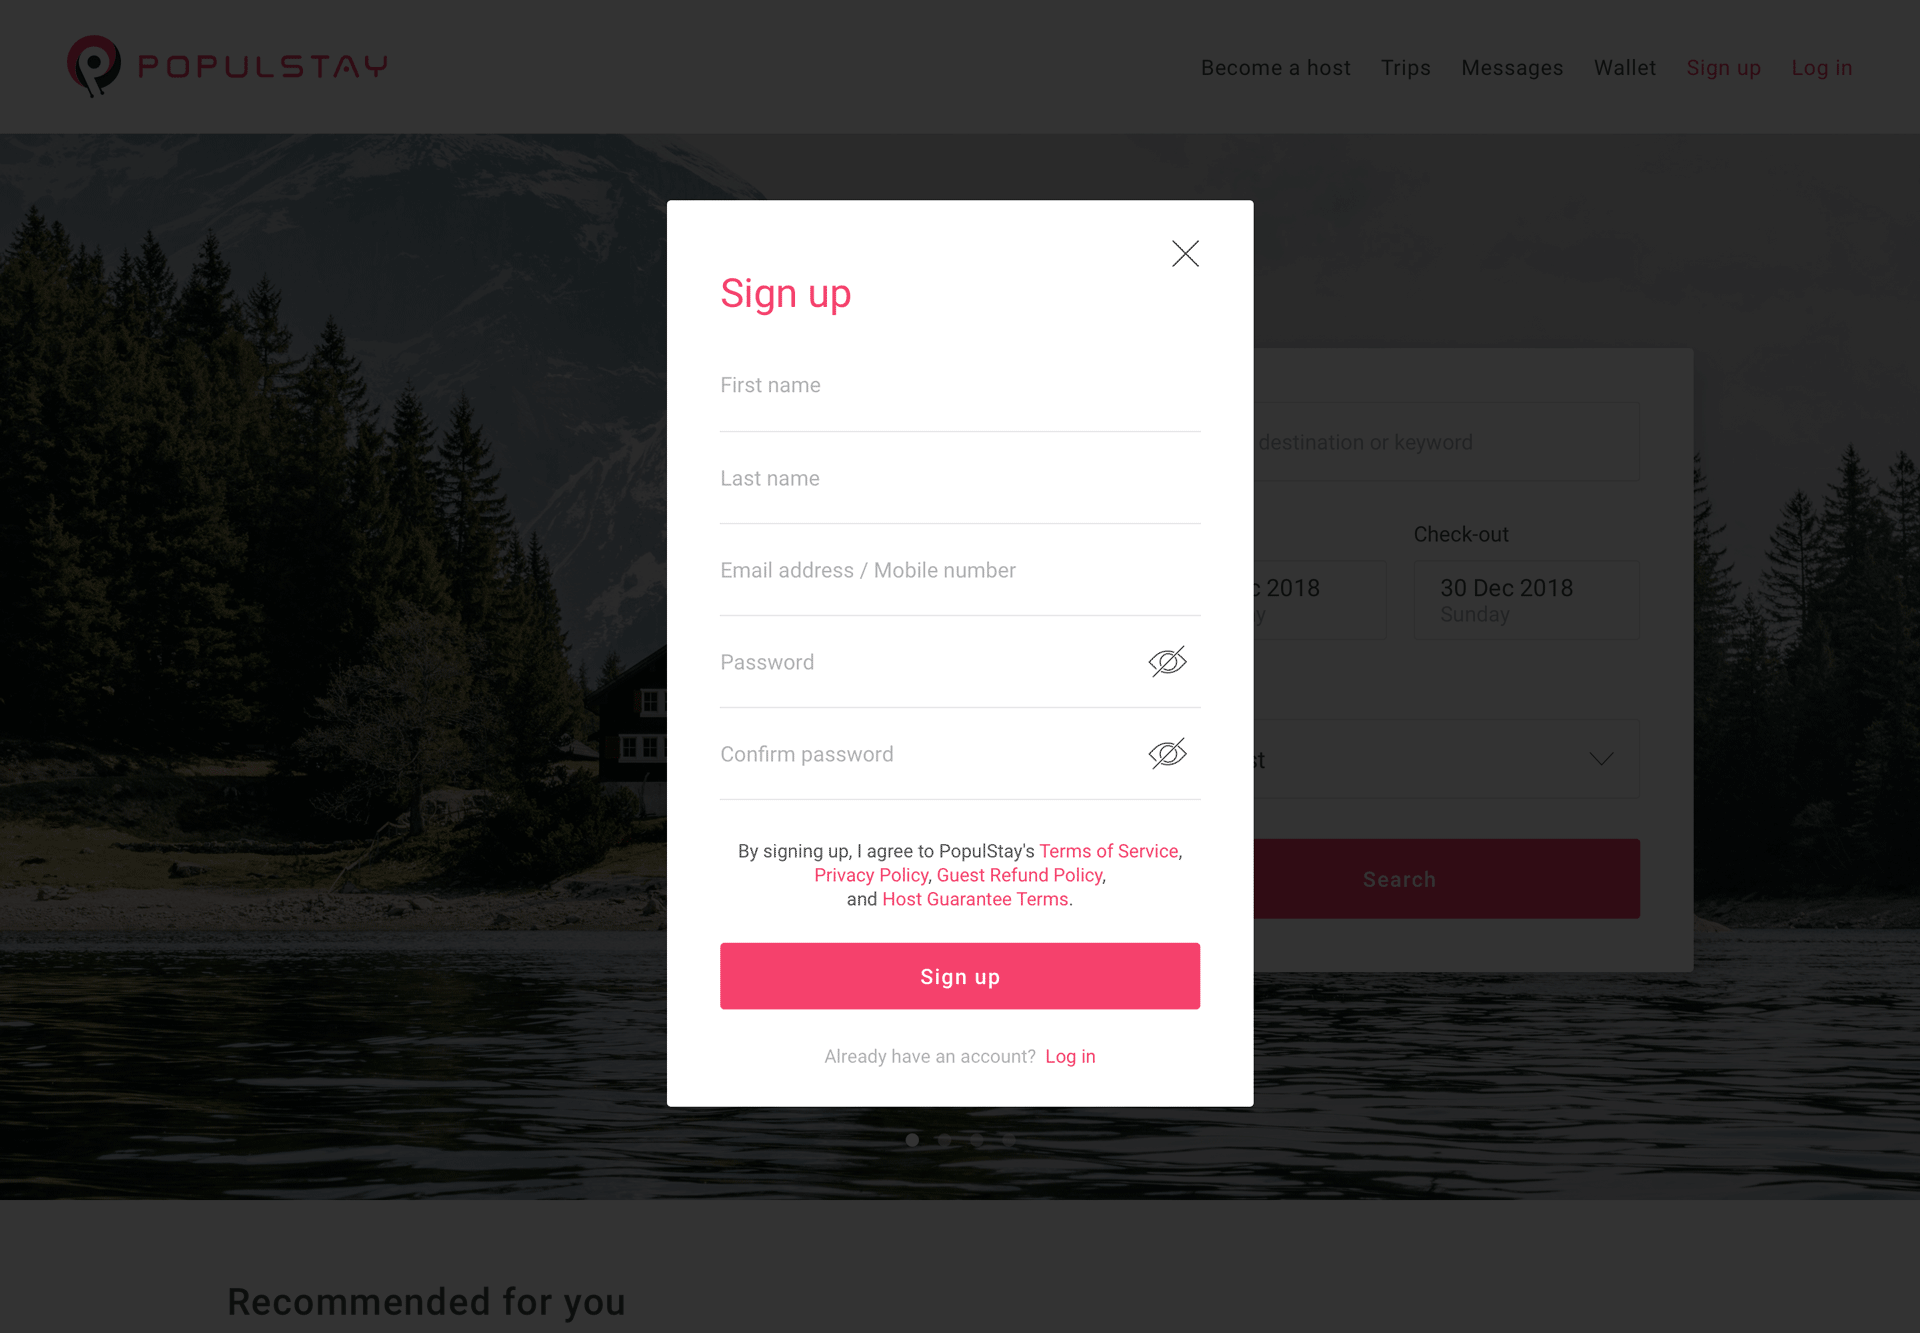 POPULSTAY
Become a host
Trips
Messages
Wallet
Sign up
Log in
Sign up
First name
Last name
Email address / Mobile number
Password
Confirm password
By signing up, I agree to PopulStay's Terms of Service,
Privacy Policy, Guest Refund Policy,
and Host Guarantee Terms.
Sign up
Already have an account? Log in
destination or keyword
Check-out
2018
30 Dec 2018
Sunday
Search
Recommended for you